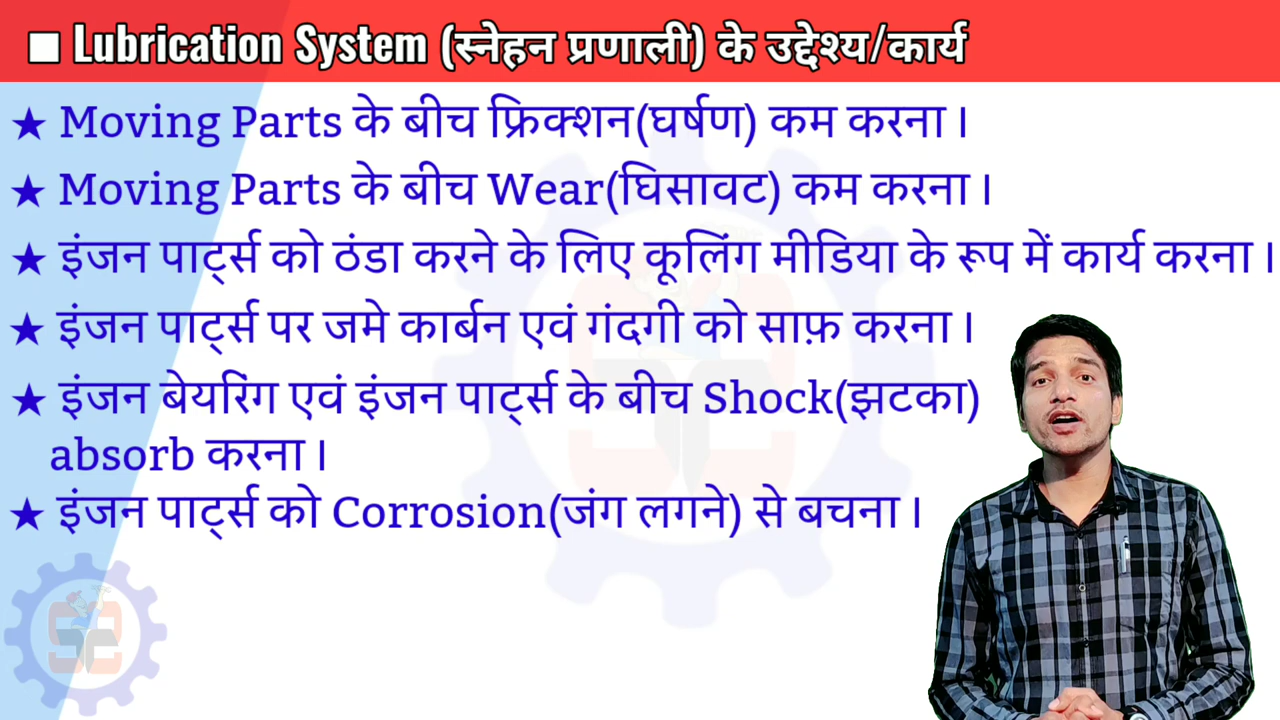 ■ Lubrication System (स्नेहन प्रणाली) के उद्देश्य/कार्य
★ Moving Parts के बीच फ्रिक्शन(घर्षण) कम करना ।
★ Moving Parts के बीच Wear(घिसावट) कम करना ।
★ इंजन पार्ट्स को ठंडा करने के लिए कूलिंग मीडिया के रूप में कार्य करना ।
★ इंजन पार्ट्स पर जमे कार्बन एवं गंदगी को साफ़ करना ।
★ इंजन बेयरिंग एवं इंजन पार्ट्स के बीच Shock(झटका)
absorb करना ।
★ इंजन पार्ट्स को Corrosion(जंग लगने) से बचना ।